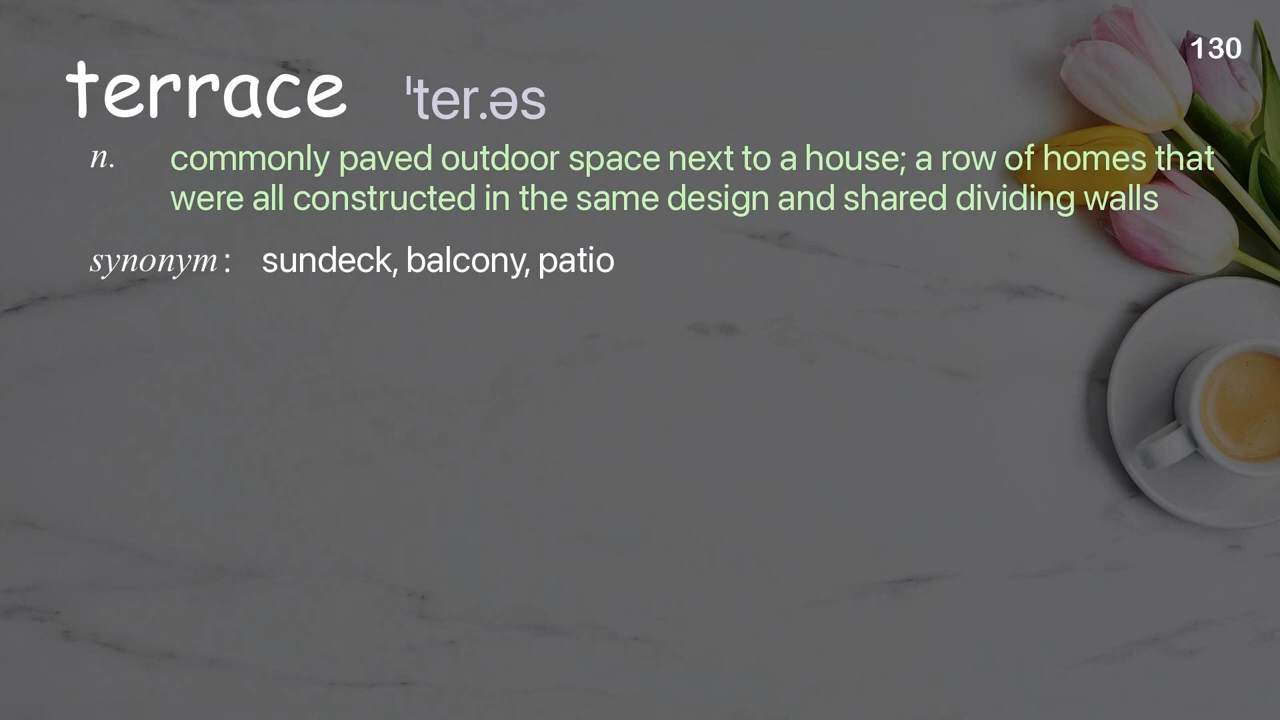 130
terrace ˈter.əs
n. commonly paved outdoor space next to a house; a row of homes that
were all constructed in the same design and shared dividing walls
synonym: sundeck, balcony, patio